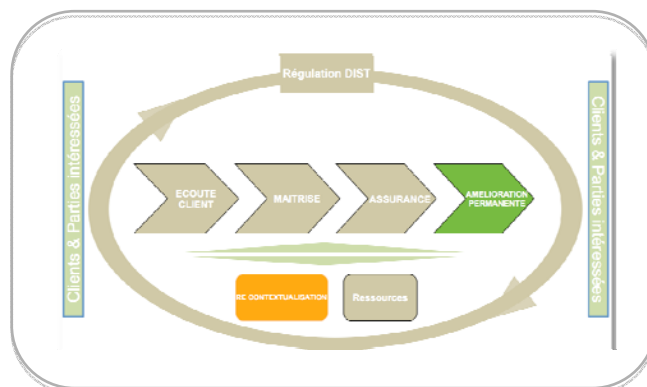 Régulation DIST
Clients & Parties intéressées
Clients & Parties intéressées
ECOUTE
CLIENT
MAITRISE
ASSURANCE
AMELIORATION
PERMANENTE
RE CONTEXTUALISATION
Ressources